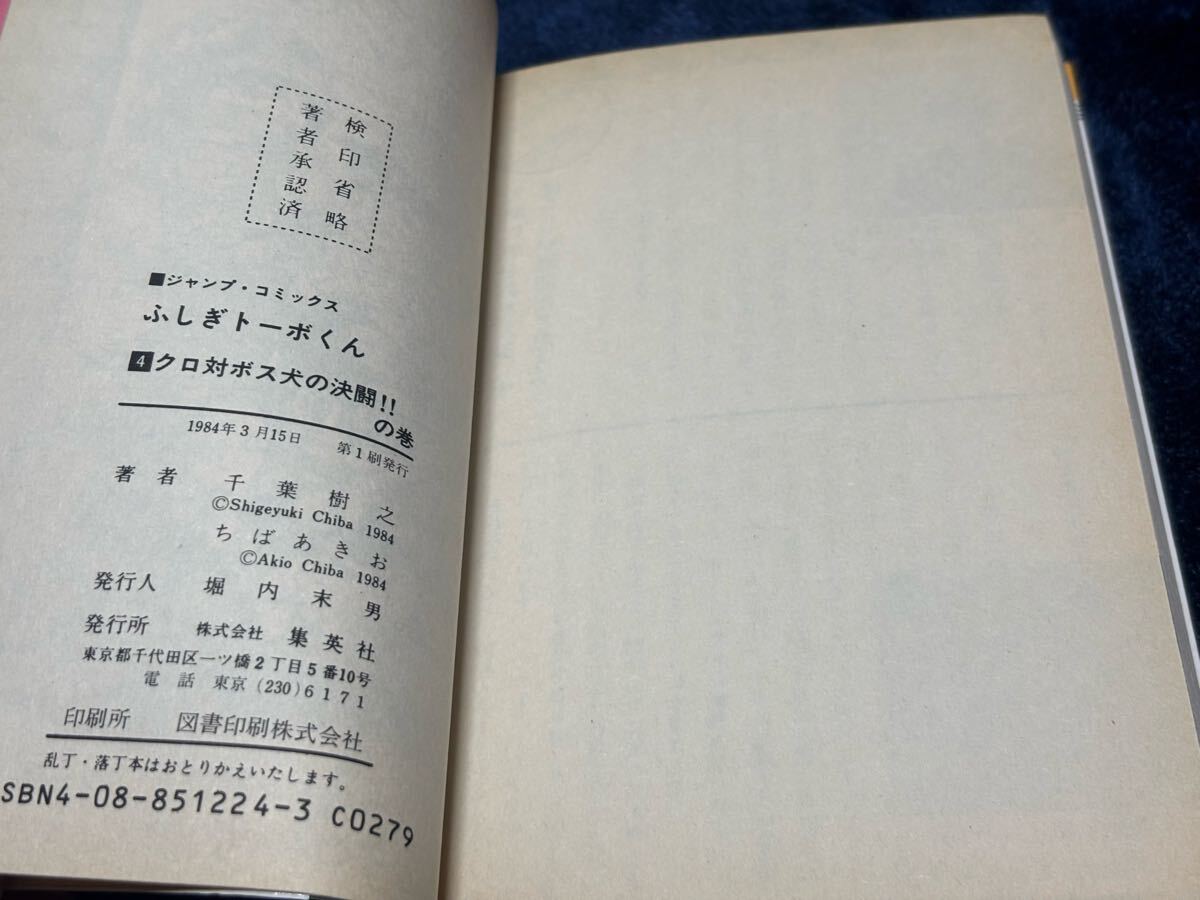 検印省略
著者承認済
■ジャンプ・コミックス
ふしぎトーボくん
4クロ対ボス犬の決闘!!
の巻
1984年3月15日 第1刷発行
著者 千葉樹之
©Shigeyuki Chiba 1984
ちばあきお
©Akio Chiba 1984
発行人 堀内末男
発行所 株式会社 集英社
東京都千代田区一ツ橋2丁目5番10号
電話 東京(230)6171
印刷所 図書印刷株式会社
乱丁・落丁本はおとりかえいたします。
SBN4-08-851224-3 C0279